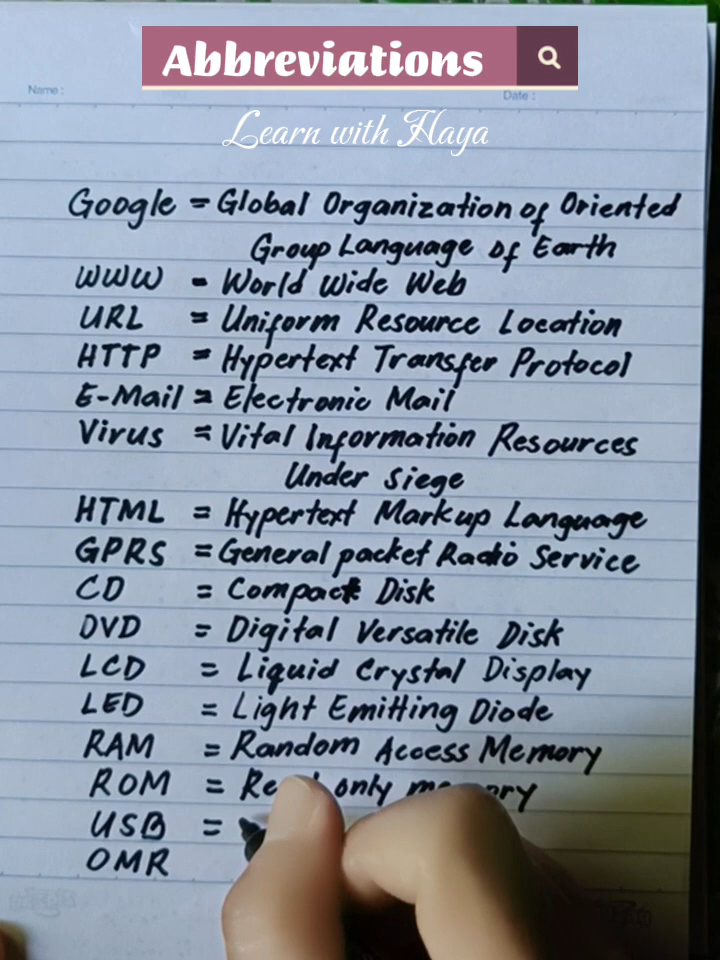 Abbreviations
Name :
Date :
Learn with Haya
Google = Global Organization of Oriented
Group Language of Earth
WWW = World Wide Web
URL = Uniform Resource Location
HTTP = Hypertext Transfer Protocol
E-Mail = Electronic Mail
Virus = Vital Information Resources
Under Siege
HTML = Hypertext Markup Language
GPRS = General packet Radio Service
CD = Compact Disk
DVD = Digital Versatile Disk
LCD = Liquid Crystal Display
LED = Light Emitting Diode
RAM = Random Access Memory
ROM = only
USB =
OMR